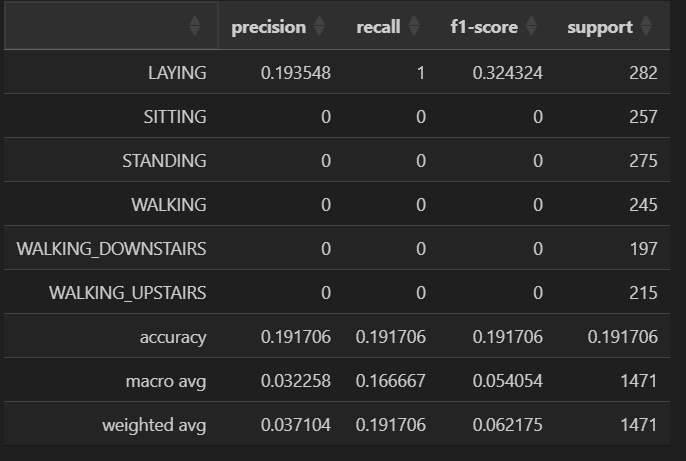 precision recall f1-score support
LAYING 0.193548 1 0.324324 282
SITTING 0 0 0 257
STANDING 0 0 0 275
WALKING 0 0 0 245
WALKING_DOWNSTAIRS 0 0 0 197
WALKING_UPSTAIRS 0 0 0 215
accuracy 0.191706 0.191706 0.191706 0.191706
macro avg 0.032258 0.166667 0.054054 1471
weighted avg 0.037104 0.191706 0.062175 1471